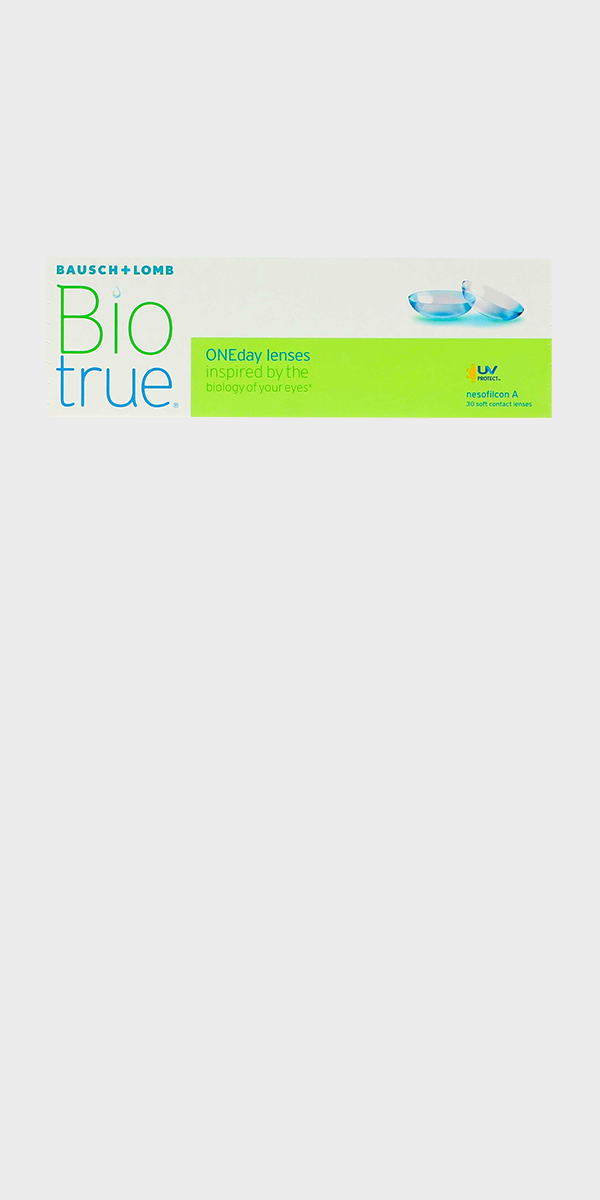 BAUSCH+LOMB
Bio
true®
ONEday lenses
inspired by the
biology of your eyes*
UV
PROTECT™
nesofilcon A
30 soft contact lenses